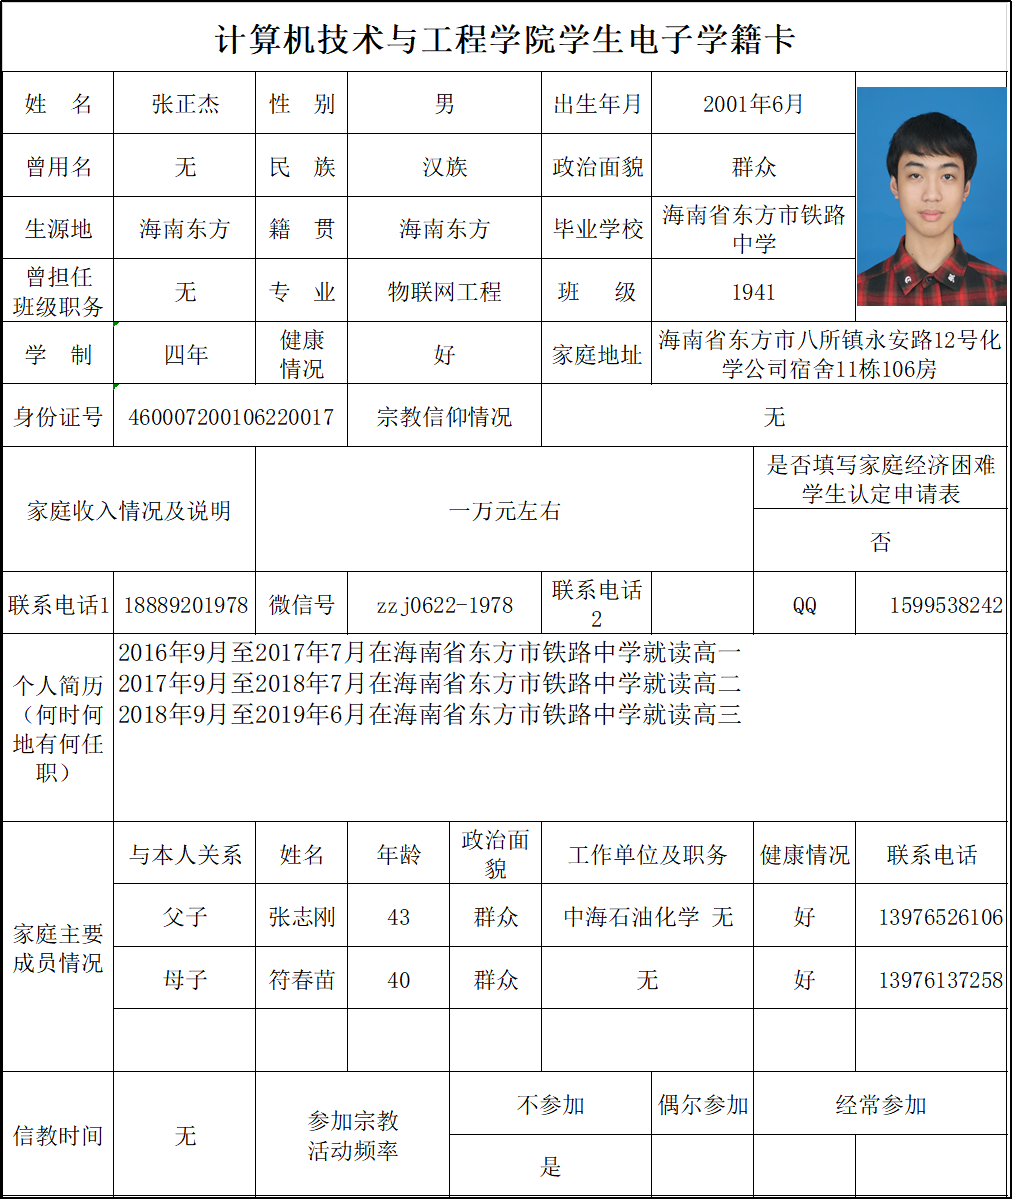 计算机技术与工程学院学生电子学籍卡
姓 名 张正杰 性 别 男 出生年月 2001年6月
曾用名 无 民 族 汉族 政治面貌 群众
生源地 海南东方 籍 贯 海南东方 毕业学校 海南省东方市铁路
中学
曾担任
班级职务 无 专 业 物联网工程 班 级 1941
学 制 四年 健康
情况 好 家庭地址 海南省东方市八所镇永安路12号化
学公司宿舍11栋106房
身份证号 460007200106220017 宗教信仰情况 无
家庭收入情况及说明 一万元左右 是否填写家庭经济困难
学生认定申请表
否
联系电话1 18889201978 微信号 zzj0622-1978 联系电话
2 QQ 1599538242
个人简历
（何时何
地有何任
职）
2016年9月至2017年7月在海南省东方市铁路中学就读高一
2017年9月至2018年7月在海南省东方市铁路中学就读高二
2018年9月至2019年6月在海南省东方市铁路中学就读高三
家庭主要
成员情况
与本人关系 姓名 年龄 政治面
貌 工作单位及职务 健康情况 联系电话
父子 张志刚 43 群众 中海石油化学 无 好 13976526106
母子 符春苗 40 群众 无 好 13976137258
信教时间 无 参加宗教
活动频率 不参加 偶尔参加 经常参加
是